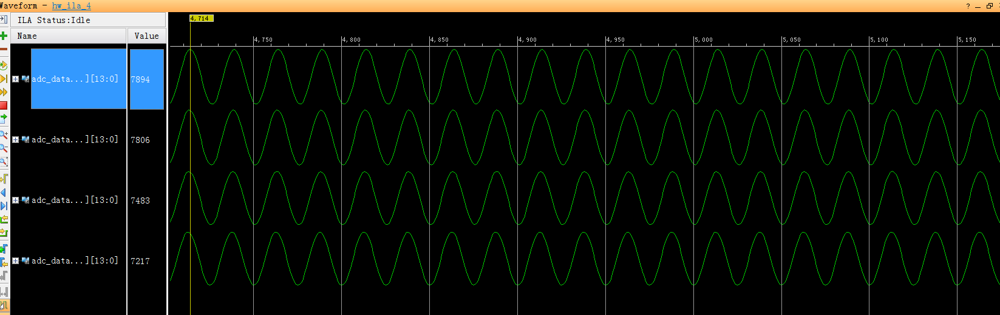 Waveform - hw_ila_4
? _
ILA Status:Idle
Name Value
4,714
4,750 4,800 4,850 4,900 4,950 5,000 5,050 5,100 5,150
adc_data...][13:0] 7894
adc_data...][13:0] 7806
adc_data...][13:0] 7483
adc_data...][13:0] 7217